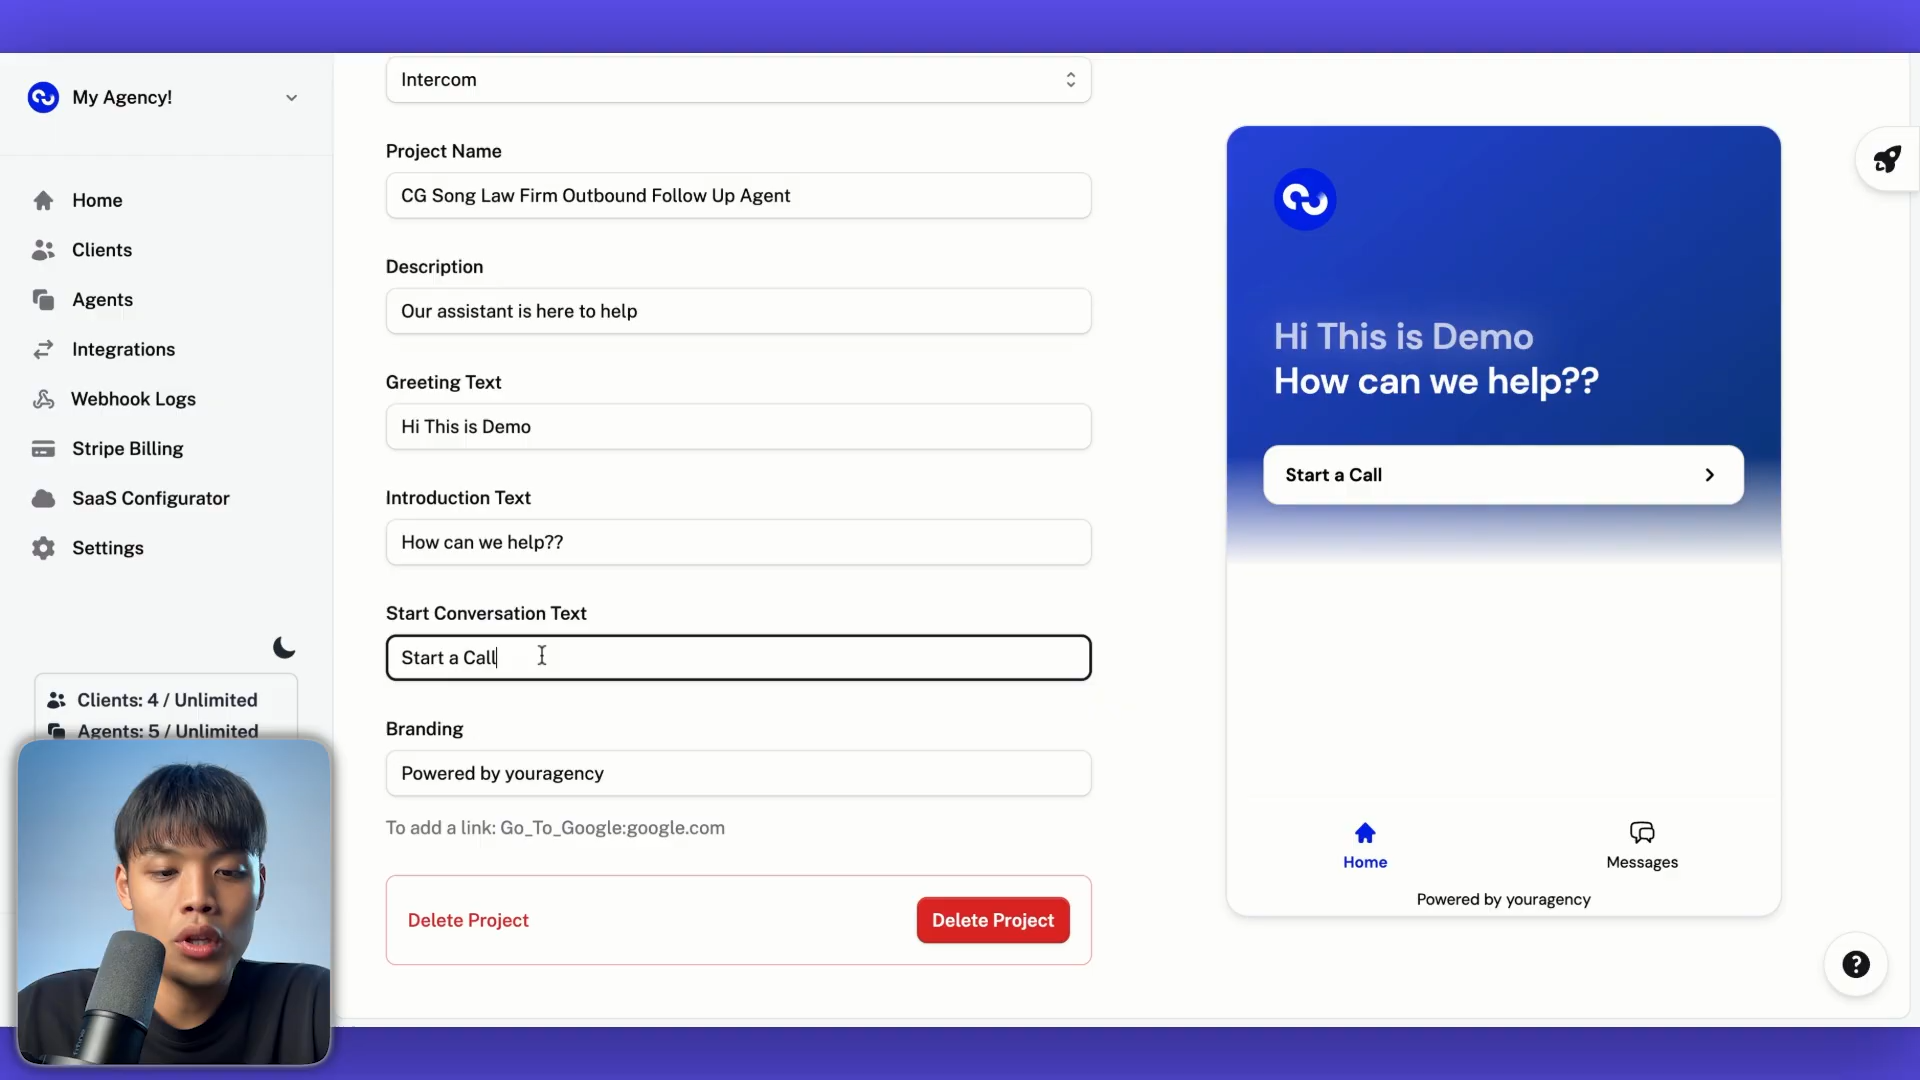 My Agency!
Home
Clients
Agents
Integrations
Webhook Logs
Stripe Billing
SaaS Configurator
Settings
Clients: 4 / Unlimited
Agents: 5 / Unlimited
Intercom
Project Name
CG Song Law Firm Outbound Follow Up Agent
Description
Our assistant is here to help
Greeting Text
Hi This is Demo
Introduction Text
How can we help??
Start Conversation Text
Start a Call
Branding
Powered by youragency
To add a link: Go_To_Google:google.com
Delete Project
Delete Project
Hi This is Demo
How can we help??
Start a Call
Home
Messages
Powered by youragency
?